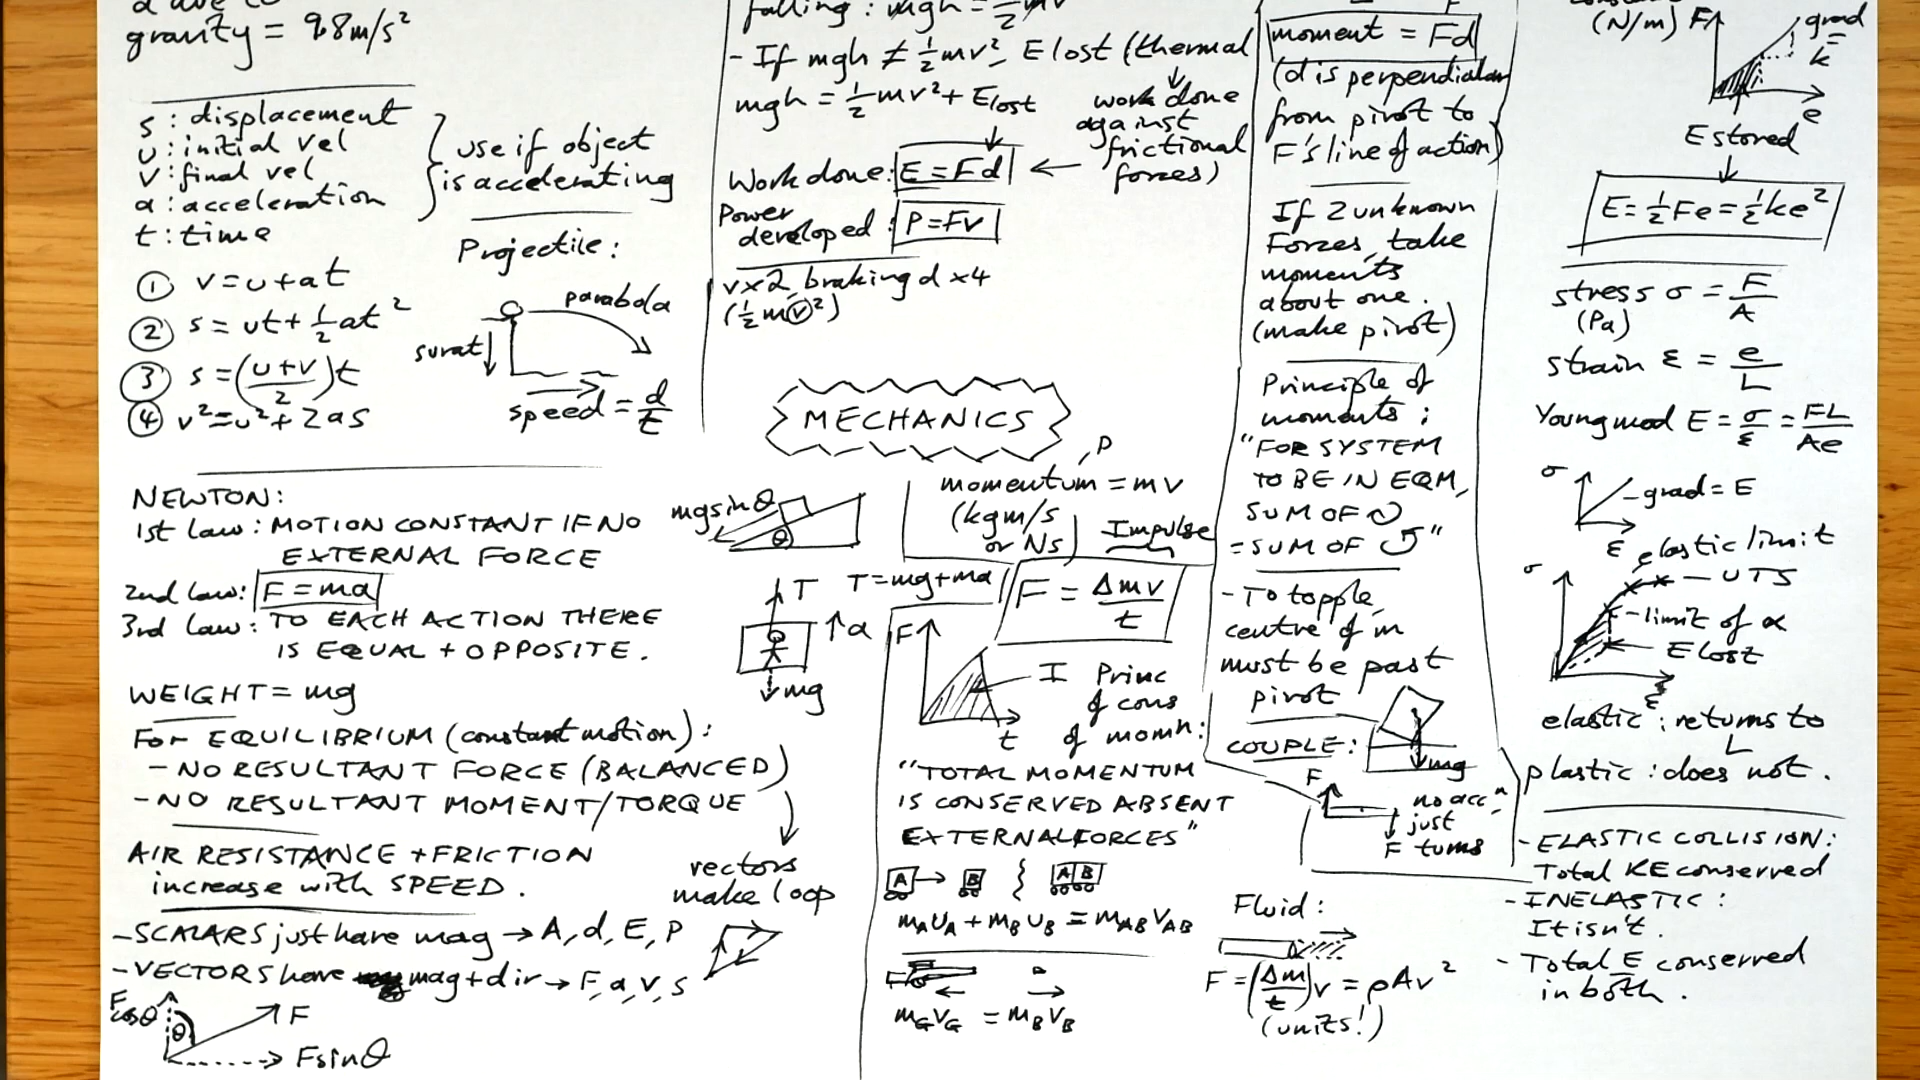 gravity = 9.8m/s²
s : displacement
u : initial vel
v : final vel
a : acceleration
t : time
use if object
is accelerating
① v = u + at
② s = ut + ½at²
③ s = (u+v/2)t
④ v² = u² + 2as
Projectile :
parabola
surat
speed = d/t
NEWTON:
1st law : MOTION CONSTANT IF NO
EXTERNAL FORCE
2nd law : F = ma
3rd law : TO EACH ACTION THERE
IS EQUAL + OPPOSITE .
WEIGHT = mg
For EQUILIBRIUM (constant motion) :
- NO RESULTANT FORCE (BALANCED)
- NO RESULTANT MOMENT/TORQUE
vectors
make loop
AIR RESISTANCE + FRICTION
increase with SPEED .
- SCALARS just have mag → A, d, E, P
- VECTORS have mag + dir → F, a, v, s
F
cosθ
θ
F
Fsinθ
falling : mgh = ½mv
- If mgh ≠ ½mv², E lost (thermal
mgh = ½mv² + E lost
work done
against
frictional
forces)
Work done : E = Fd
Power
developed : P = Fv
v×2, braking d ×4
(½mv²)
MECHANICS
mgsinθ
θ
T
T = mg + ma
↑a
mg
momentum, p = mv
(kgm/s
or Ns)
Impulse
F = Δmv/t
F
I
t
Princ
of cons
of momn :
"TOTAL MOMENTUM
IS CONSERVED ABSENT
EXTERNAL FORCES"
A → B { A B
mAuA + mBuB = mABvAB
mGvG = mBvB
moment = Fd
(d is perpendicular
from pivot to
F's line of action)
If 2 unknown
Forces, take
moments
about one .
(make pivot)
Principle of
moments :
"FOR SYSTEM
TO BE IN EQM,
SUM OF ↻
= SUM OF ↺"
- To topple,
centre of m
must be past
pivot
mg
COUPLE :
F
no accⁿ,
just
F turns
Fluid :
F = (Δm/t)v = ρAv²
(units!)
(N/m)
F
grad
=
k
e
E stored
E = ½Fe = ½ke²
stress σ = F/A
(Pa)
strain ε = e/L
Young mod E = σ/ε = FL/Ae
σ
- grad = E
ε
elastic limit
σ
- UTS
- limit of α
E lost
ε
elastic : returns to
L
plastic : does not .
- ELASTIC COLLISION :
Total KE conserved
- INELASTIC :
It isn't .
- Total E conserved
in both .